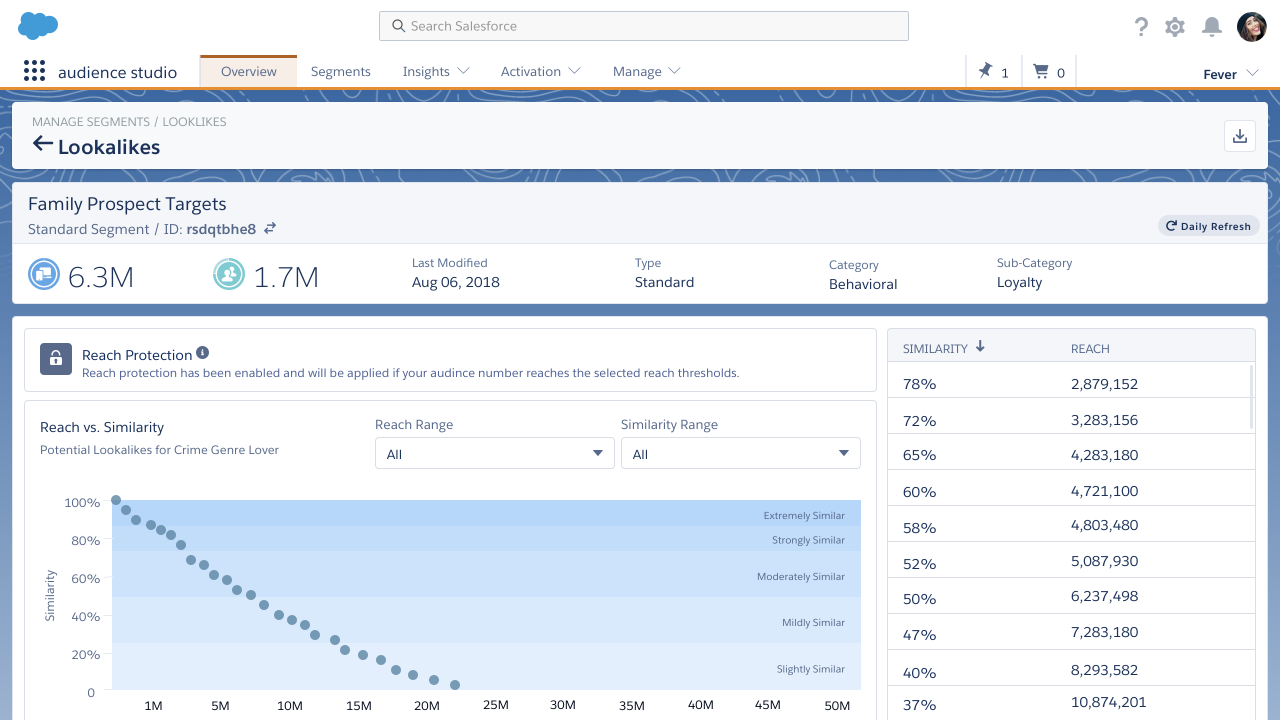 Search Salesforce
audience studio
Overview
Segments
Insights
Activation
Manage
1
0
Fever
MANAGE SEGMENTS / LOOKLIKES
Lookalikes
Family Prospect Targets
Standard Segment / ID: rsdqtbhe8
Daily Refresh
6.3M
1.7M
Last Modified
Aug 06, 2018
Type
Standard
Category
Behavioral
Sub-Category
Loyalty
Reach Protection
Reach protection has been enabled and will be applied if your audince number reaches the selected reach thresholds.
Reach vs. Similarity
Potential Lookalikes for Crime Genre Lover
Reach Range
All
Similarity Range
All
Similarity
100%
80%
60%
40%
20%
0
Extremely Similar
Strongly Similar
Moderately Similar
Mildly Similar
Slightly Similar
1M 5M 10M 15M 20M 25M 30M 35M 40M 45M 50M
SIMILARITY REACH
78% 2,879,152
72% 3,283,156
65% 4,283,180
60% 4,721,100
58% 4,803,480
52% 5,087,930
50% 6,237,498
47% 7,283,180
40% 8,293,582
37% 10,874,201